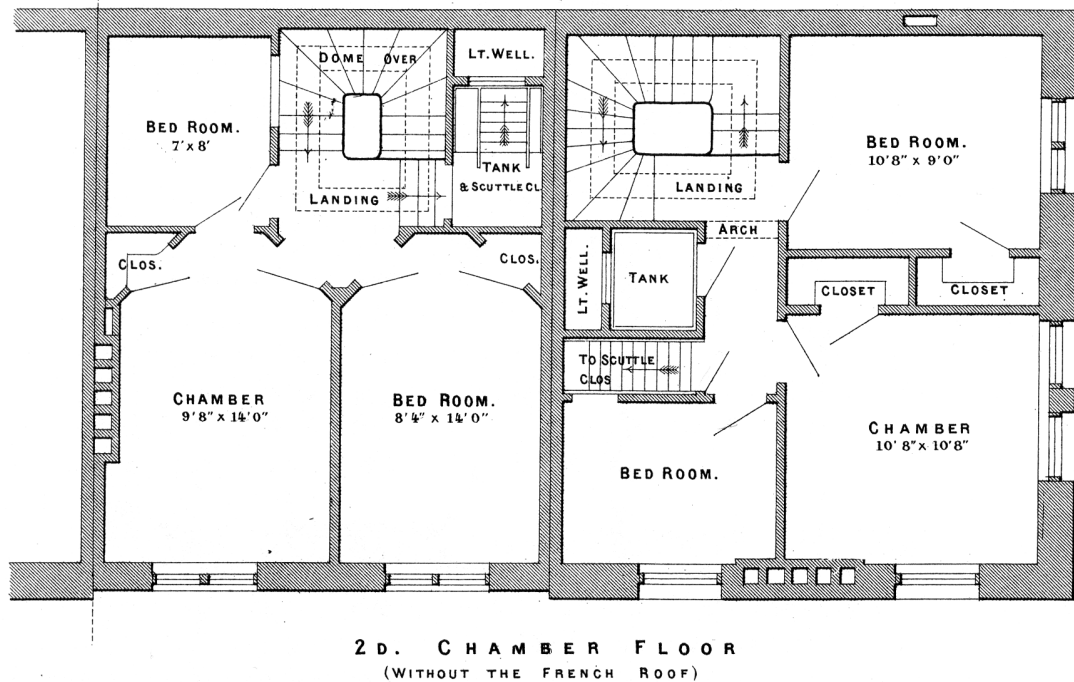 DOME OVER
LT. WELL.
BED ROOM.
7' x 8'
TANK
& SCUTTLE CL
LANDING
CLOS.
CLOS.
CHAMBER
9' 8" x 14' 0"
BED ROOM.
8' 4" x 14' 0"
BED ROOM.
10' 8" x 9' 0"
LANDING
ARCH
LT. WELL.
TANK
CLOSET
CLOSET
TO SCUTTLE
CLOS
CHAMBER
10' 8" x 10' 8"
BED ROOM.
2D. CHAMBER FLOOR
(WITHOUT THE FRENCH ROOF)